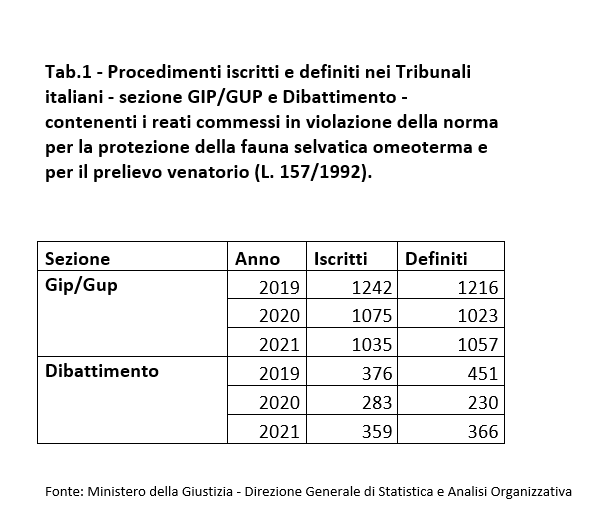 Tab.1 - Procedimenti iscritti e definiti nei Tribunali
italiani - sezione GIP/GUP e Dibattimento -
contenenti i reati commessi in violazione della norma
per la protezione della fauna selvatica omeoterma e
per il prelievo venatorio (L. 157/1992).
Sezione Anno Iscritti Definiti
Gip/Gup 2019 1242 1216
2020 1075 1023
2021 1035 1057
Dibattimento 2019 376 451
2020 283 230
2021 359 366
Fonte: Ministero della Giustizia - Direzione Generale di Statistica e Analisi Organizzativa